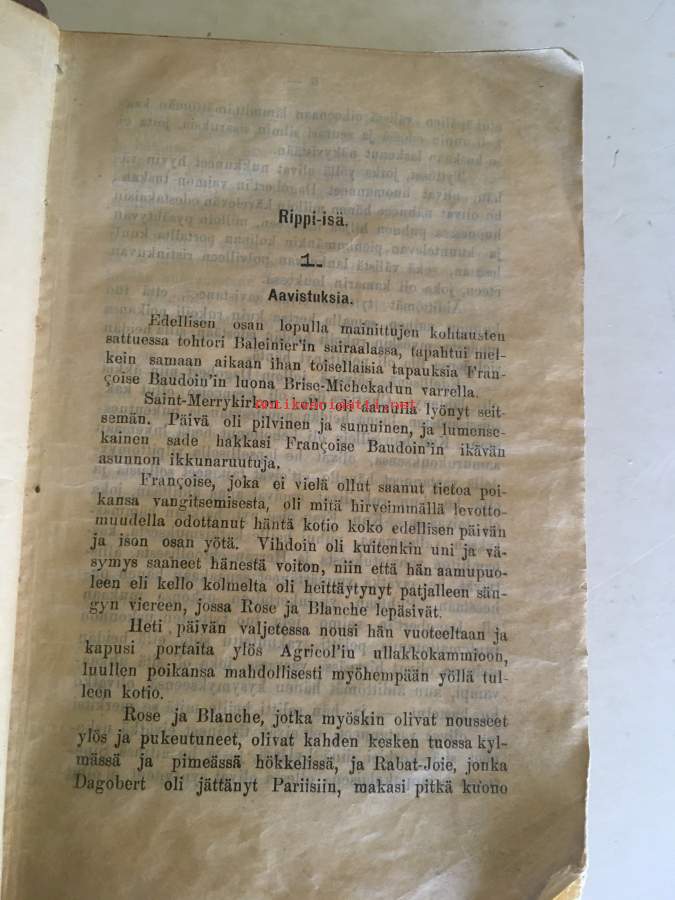 Rippi-isä.
1.
Aavistuksia.
Edellisen osan lopulla mainittujen kohtausten
sattuessa tohtori Baleinier'in sairaalassa, tapahtui mel-
kein samaan aikaan ihan toisellaisia tapauksia Fran-
çoise Baudoin'in luona Brise-Michekadun varrella.
Saint-Merrykirkon kello oli aamulla lyönyt seit-
semän. Päivä oli pilvinen ja sumuinen, ja lumense-
kainen sade hakkasi Françoise Baudoin'in ikävän
asunnon ikkunaruutuja.
Françoise, joka ei vielä ollut saanut tietoa poi-
kansa vangitsemisesta, oli mitä hirveimmällä levotto-
muudella odottanut häntä kotio koko edellisen päivän
ja ison osan yötä. Vihdoin oli kuitenkin uni ja vä-
symys saaneet hänestä voiton, niin että hän aamupuo-
leen eli kello kolmelta oli heittäytynyt patjalleen sän-
gyn viereen, jossa Rose ja Blanche lepäsivät.
Heti päivän valjetessa nousi hän vuoteeltaan ja
kapusi portaita ylös Agricol'in ullakkokammioon,
luullen poikansa mahdollisesti myöhempään yöllä tul-
leen kotio.
Rose ja Blanche, jotka myöskin olivat nousseet
ylös ja pukeutuneet, olivat kahden kesken tuossa kyl-
mässä ja pimeässä hökkelissä, ja Rabat-Joie, jonka
Dagobert oli jättänyt Pariisiin, makasi pitkä kuono